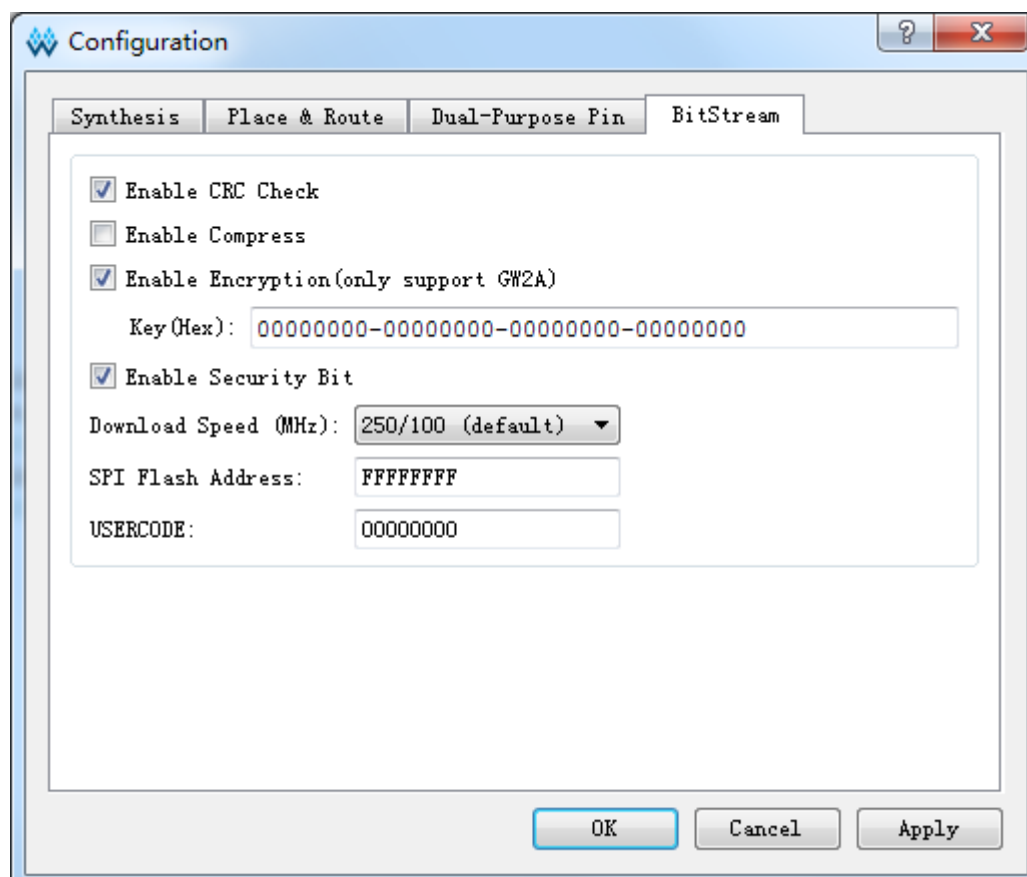 Configuration
Synthesis Place & Route Dual-Purpose Pin BitStream
Enable CRC Check
Enable Compress
Enable Encryption(only support GW2A)
Key(Hex): 00000000-00000000-00000000-00000000
Enable Security Bit
Download Speed (MHz): 250/100 (default)
SPI Flash Address: FFFFFFFF
USERCODE: 00000000
OK Cancel Apply